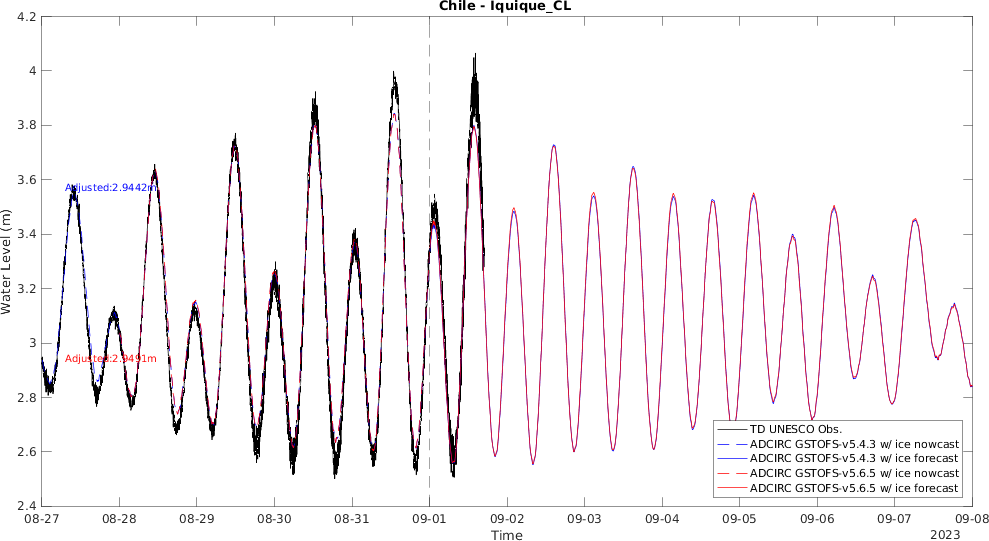 Chile - Iquique_CL
Water Level (m)
4.2
4
3.8
3.6
3.4
3.2
3
2.8
2.6
2.4
Adjusted:2.9442m
Adjusted:2.9491m
TD UNESCO Obs.
ADCIRC GSTOFS-v5.4.3 w/ ice nowcast
ADCIRC GSTOFS-v5.4.3 w/ ice forecast
ADCIRC GSTOFS-v5.6.5 w/ ice nowcast
ADCIRC GSTOFS-v5.6.5 w/ ice forecast
08-27 08-28 08-29 08-30 08-31 09-01 09-02 09-03 09-04 09-05 09-06 09-07 09-08
Time
2023